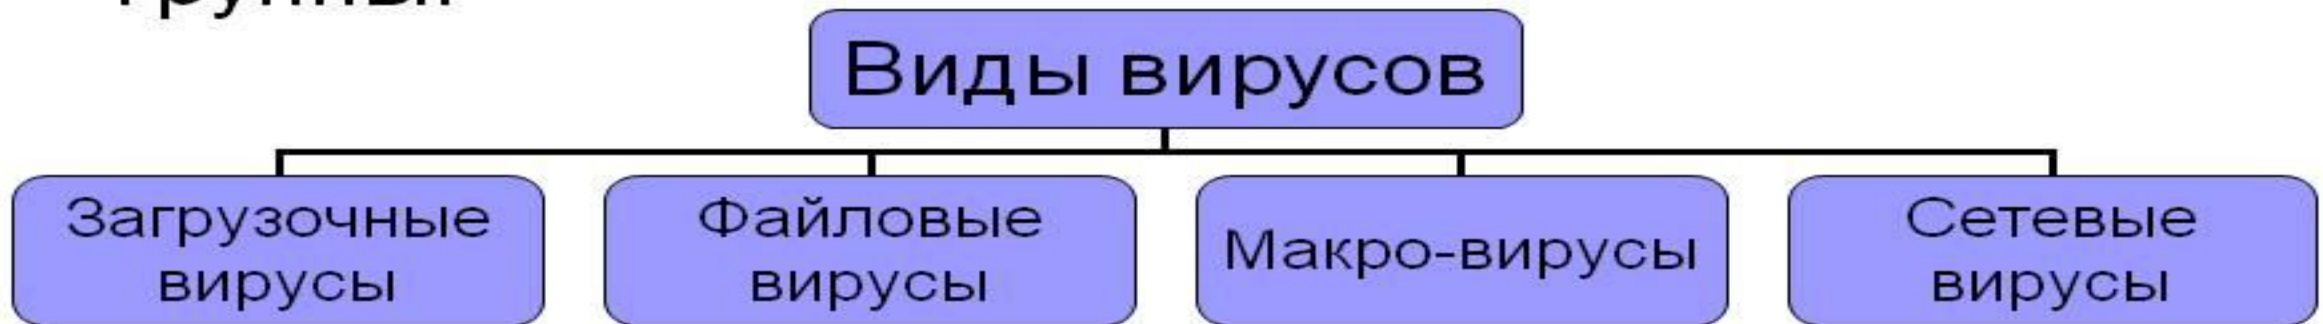 Виды вирусов
Загрузочные
вирусы
Файловые
вирусы
Макро-вирусы
Сетевые
вирусы